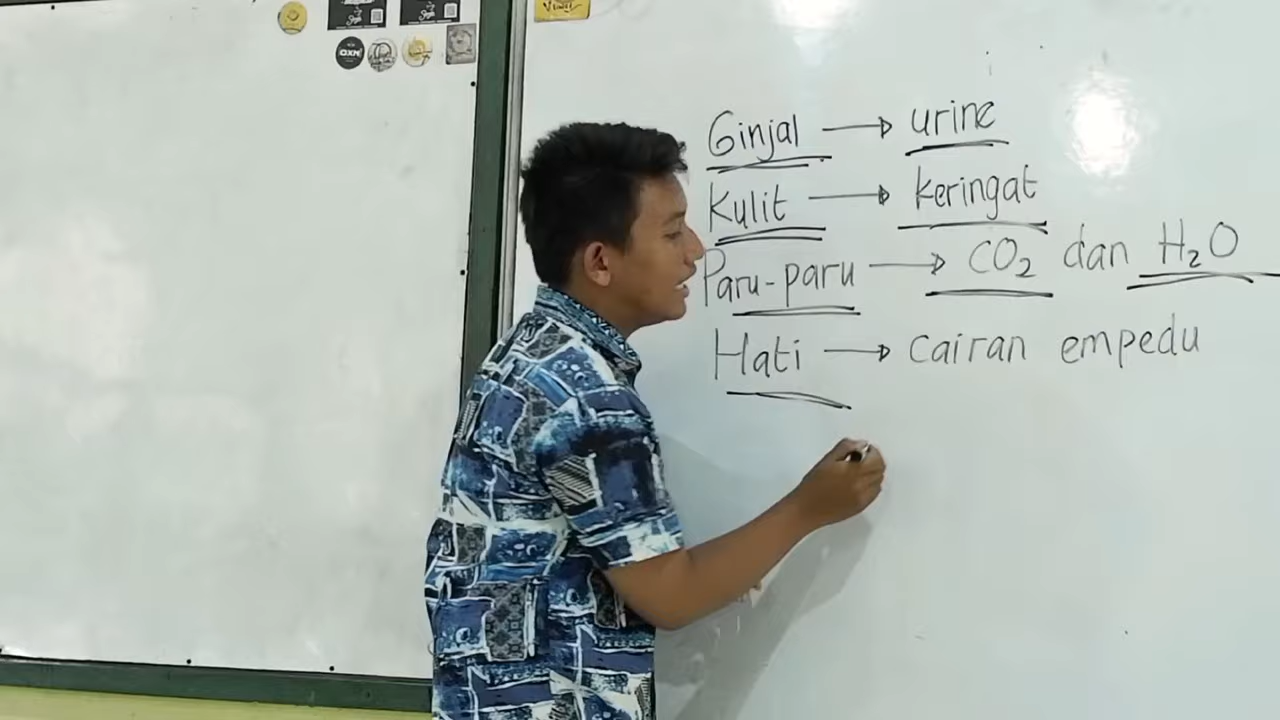 Ginjal → urine
Kulit → keringat
Paru-paru → CO₂ dan H₂O
Hati → cairan empedu